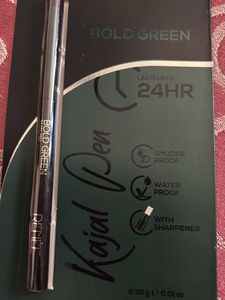 BOLD GREEN
LASTS UPTO
24HR
Kajal Pen
SMUDGE
PROOF
WATER
PROOF
WITH
SHARPENER
0.35 g ℮ 0.01 oz
BOLD GREEN
RENEE